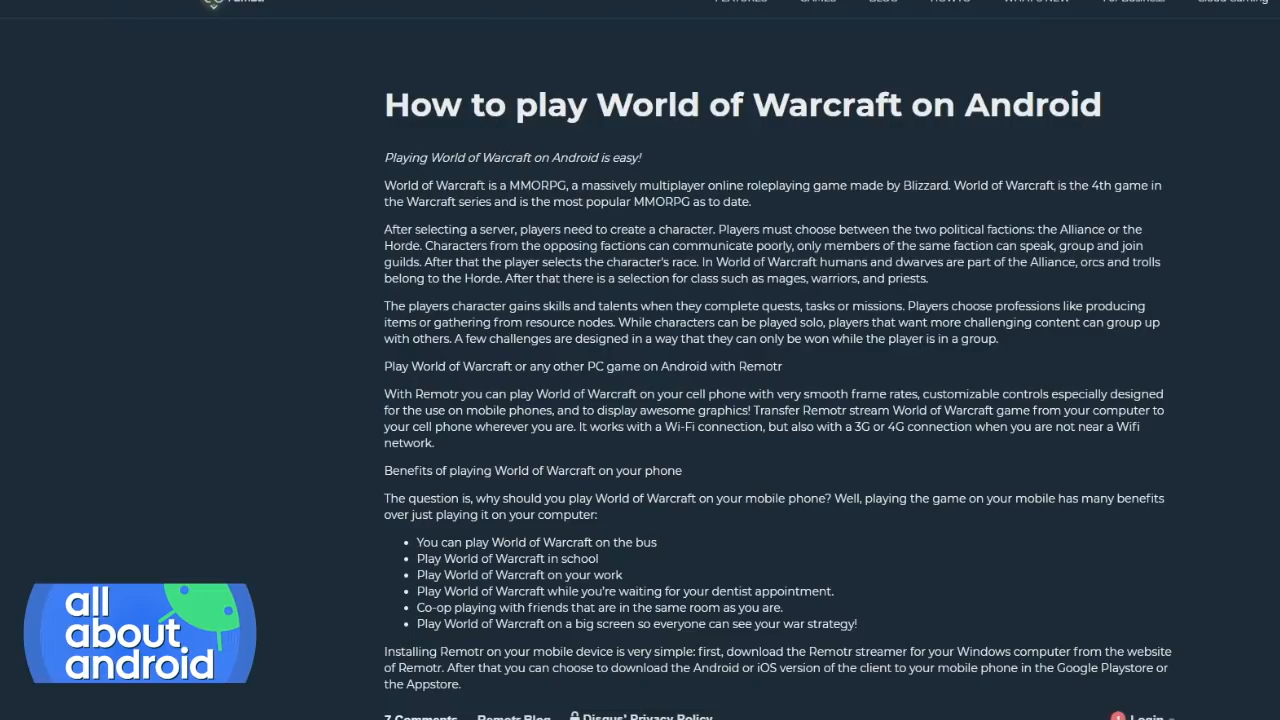 FEATURES GAMES BLOG HOW TO WHAT'S NEW For Business Cloud Gaming
How to play World of Warcraft on Android
Playing World of Warcraft on Android is easy!
World of Warcraft is a MMORPG, a massively multiplayer online roleplaying game made by Blizzard. World of Warcraft is the 4th game in
the Warcraft series and is the most popular MMORPG as to date.
After selecting a server, players need to create a character. Players must choose between the two political factions: the Alliance or the
Horde. Characters from the opposing factions can communicate poorly, only members of the same faction can speak, group and join
guilds. After that the player selects the character's race. In World of Warcraft humans and dwarves are part of the Alliance, orcs and trolls
belong to the Horde. After that there is a selection for class such as mages, warriors, and priests.
The players character gains skills and talents when they complete quests, tasks or missions. Players choose professions like producing
items or gathering from resource nodes. While characters can be played solo, players that want more challenging content can group up
with others. A few challenges are designed in a way that they can only be won while the player is in a group.
Play World of Warcraft or any other PC game on Android with Remotr
With Remotr you can play World of Warcraft on your cell phone with very smooth frame rates, customizable controls especially designed
for the use on mobile phones, and to display awesome graphics! Transfer Remotr stream World of Warcraft game from your computer to
your cell phone wherever you are. It works with a Wi-Fi connection, but also with a 3G or 4G connection when you are not near a Wifi
network.
Benefits of playing World of Warcraft on your phone
The question is, why should you play World of Warcraft on your mobile phone? Well, playing the game on your mobile has many benefits
over just playing it on your computer:
• You can play World of Warcraft on the bus
• Play World of Warcraft in school
• Play World of Warcraft on your work
• Play World of Warcraft while you're waiting for your dentist appointment.
• Co-op playing with friends that are in the same room as you are.
• Play World of Warcraft on a big screen so everyone can see your war strategy!
all
about
android
Installing Remotr on your mobile device is very simple: first, download the Remotr streamer for your Windows computer from the website
of Remotr. After that you can choose to download the Android or iOS version of the client to your mobile phone in the Google Playstore or
the Appstore.
7 Comments Remotr Blog Disqus' Privacy Policy 1 Login